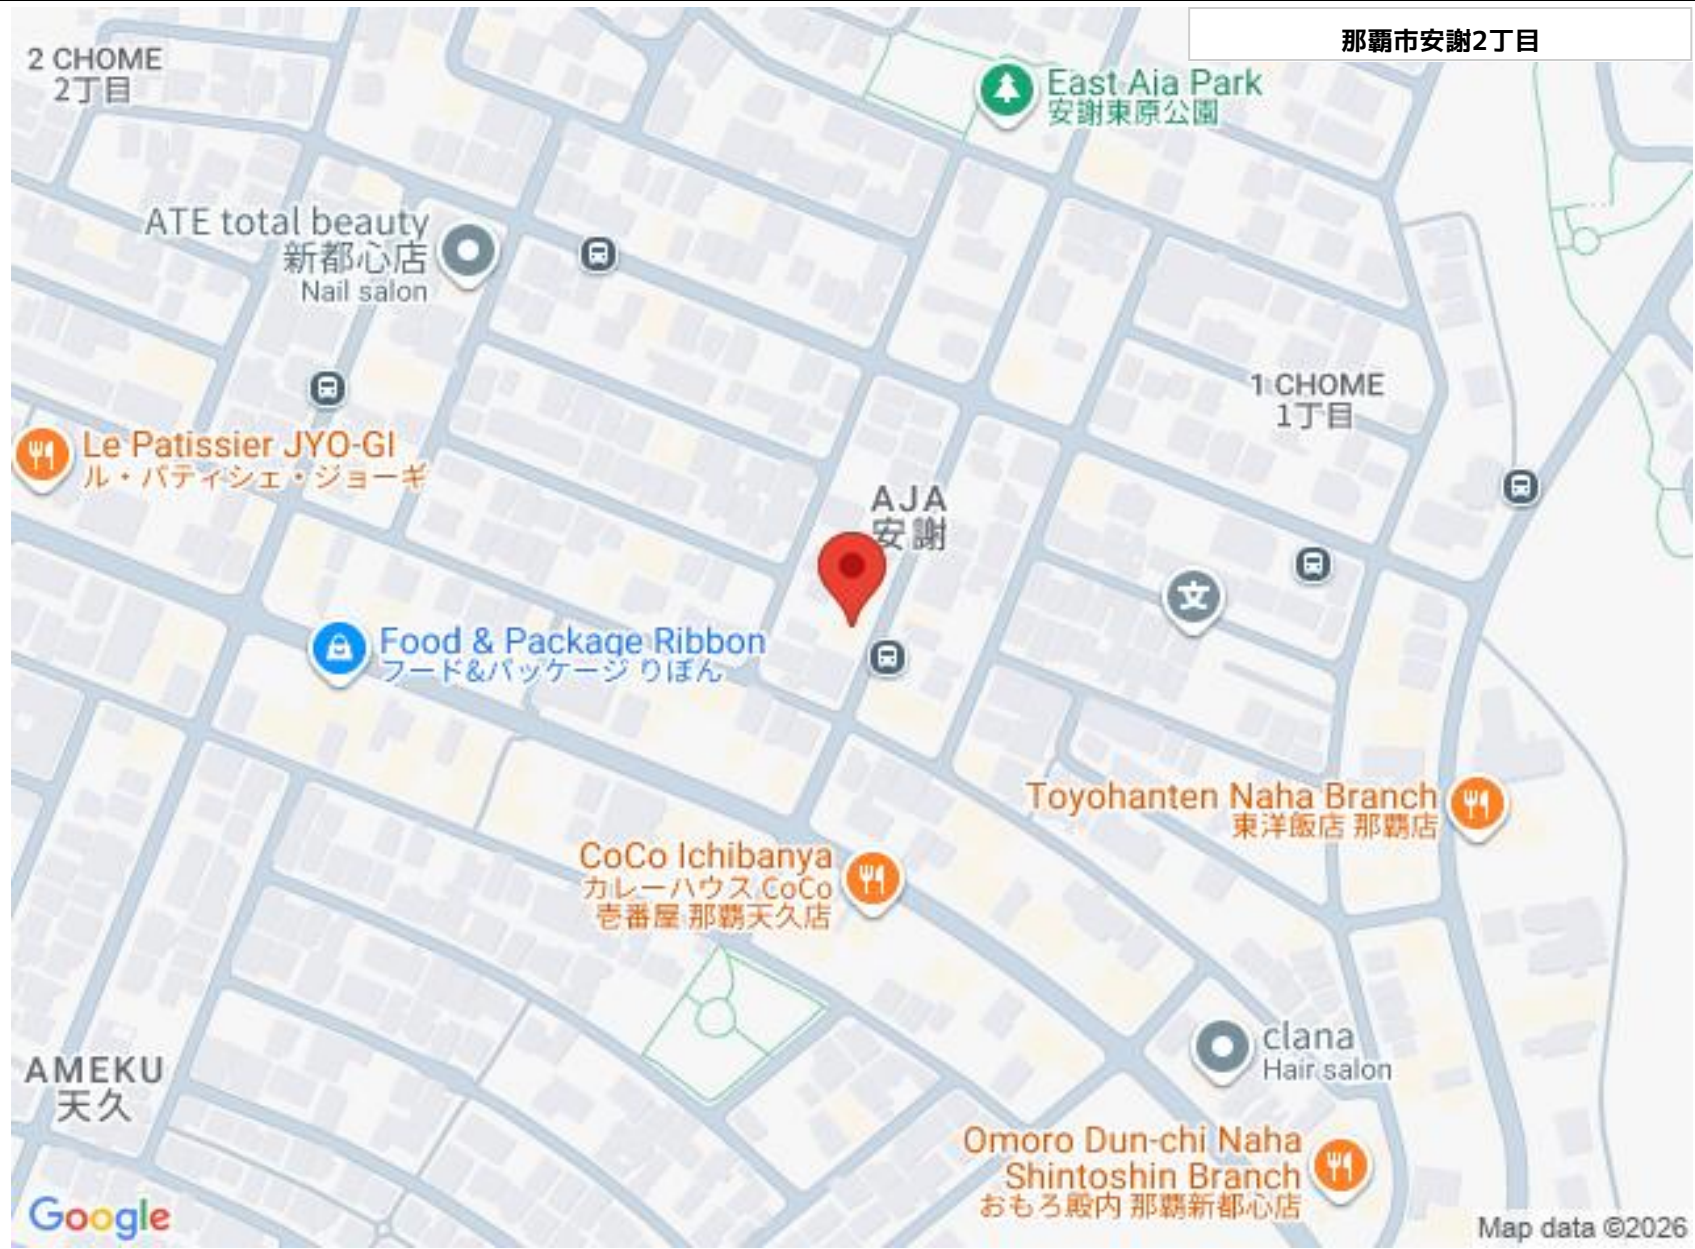 那覇市安謝2丁目
2 CHOME
2丁目
East Aja Park
安謝東原公園
ATE total beauty
新都心店
Nail salon
1 CHOME
1丁目
Le Patissier JYO-GI
ル・パティシェ・ジョーギ
AJA
安謝
文
Food & Package Ribbon
フード&パッケージ りぼん
Toyohanten Naha Branch
東洋飯店 那覇店
CoCo Ichibanya
カレーハウス CoCo
壱番屋 那覇天久店
clana
Hair salon
AMEKU
天久
Omoro Dun-chi Naha
Shintoshin Branch
おもろ殿内 那覇新都心店
Google
Map data ©2026